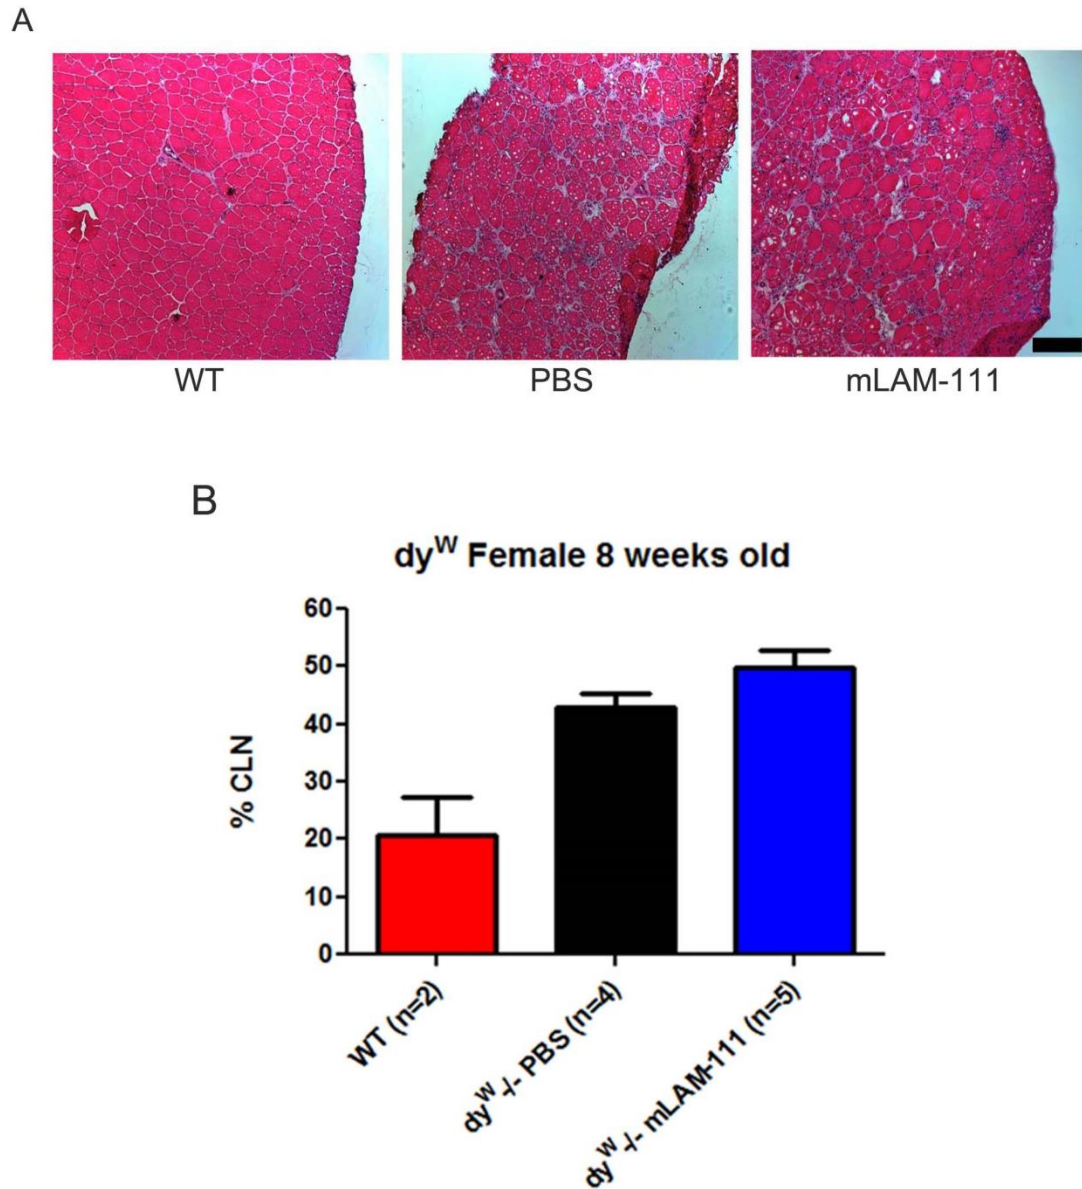 A
WT PBS mLAM-111
B
dyW Female 8 weeks old
60
50
40
30
20
10
0
% CLN
WT (n=2)
dyW -/- PBS (n=4)
dyW -/- mLAM-111 (n=5)